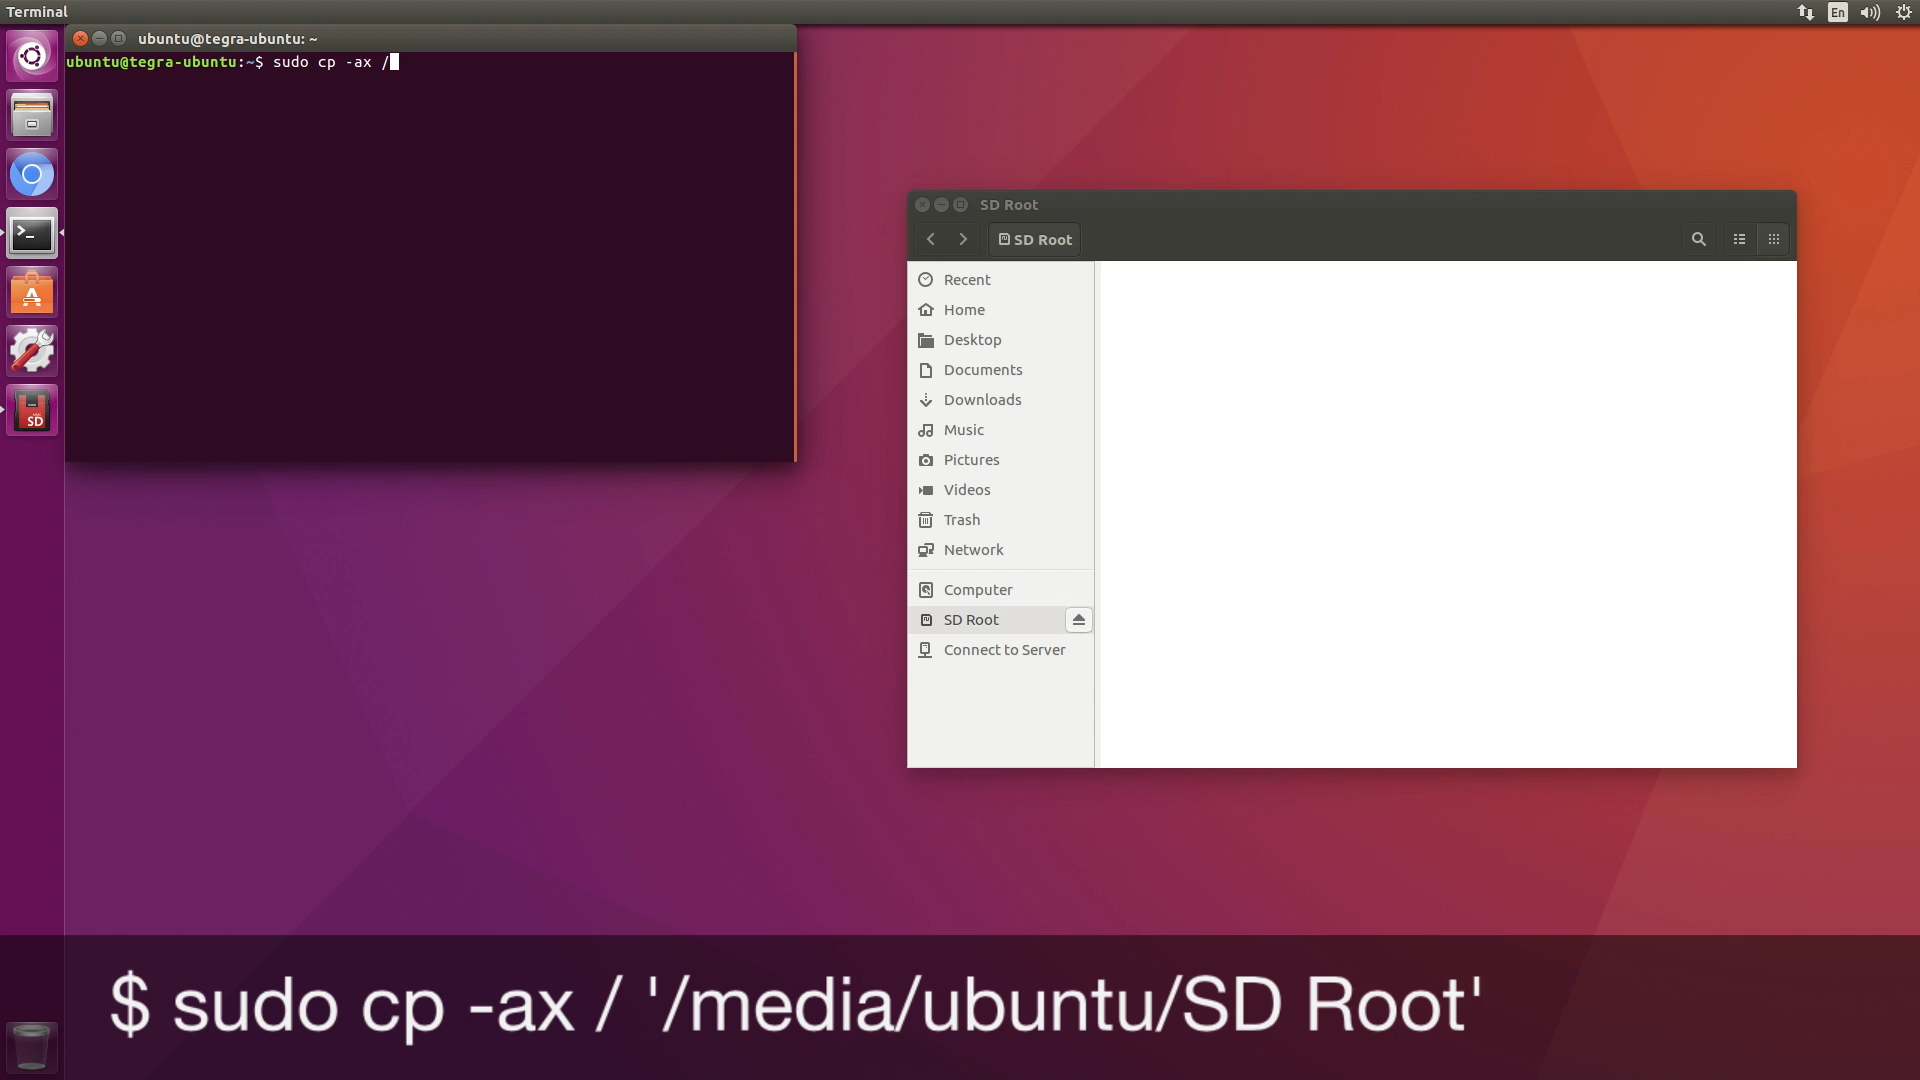 Terminal
En
ubuntu@tegra-ubuntu: ~
ubuntu@tegra-ubuntu:~$ sudo cp -ax /
SD
SD Root
SD Root
Recent
Home
Desktop
Documents
Downloads
Music
Pictures
Videos
Trash
Network
Computer
SD Root
Connect to Server
$ sudo cp -ax / '/media/ubuntu/SD Root'